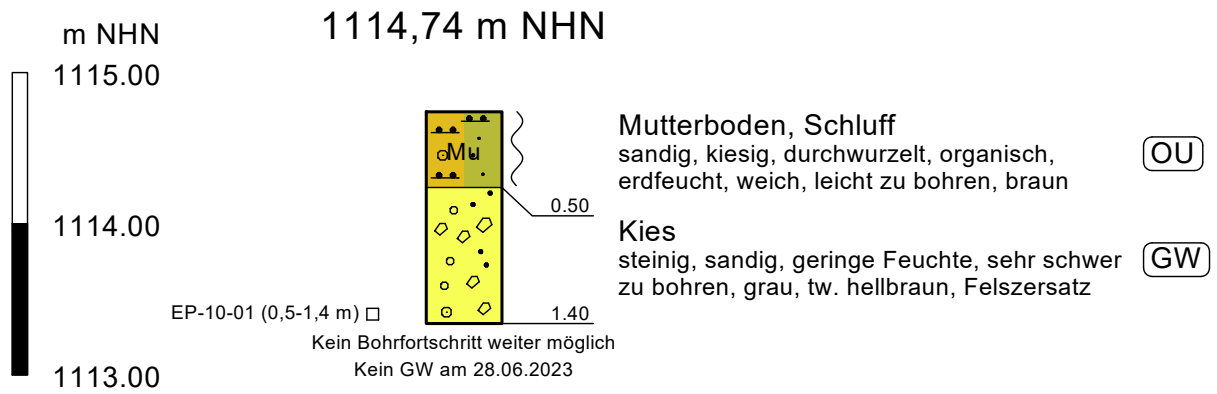 1114,74 m NHN
m NHN
1115.00
1114.00
1113.00
Mu
Mutterboden, Schluff
sandig, kiesig, durchwurzelt, organisch,
erdfeucht, weich, leicht zu bohren, braun
OU
0.50
Kies
steinig, sandig, geringe Feuchte, sehr schwer
zu bohren, grau, tw. hellbraun, Felszersatz
GW
EP-10-01 (0,5-1,4 m)
1.40
Kein Bohrfortschritt weiter möglich
Kein GW am 28.06.2023